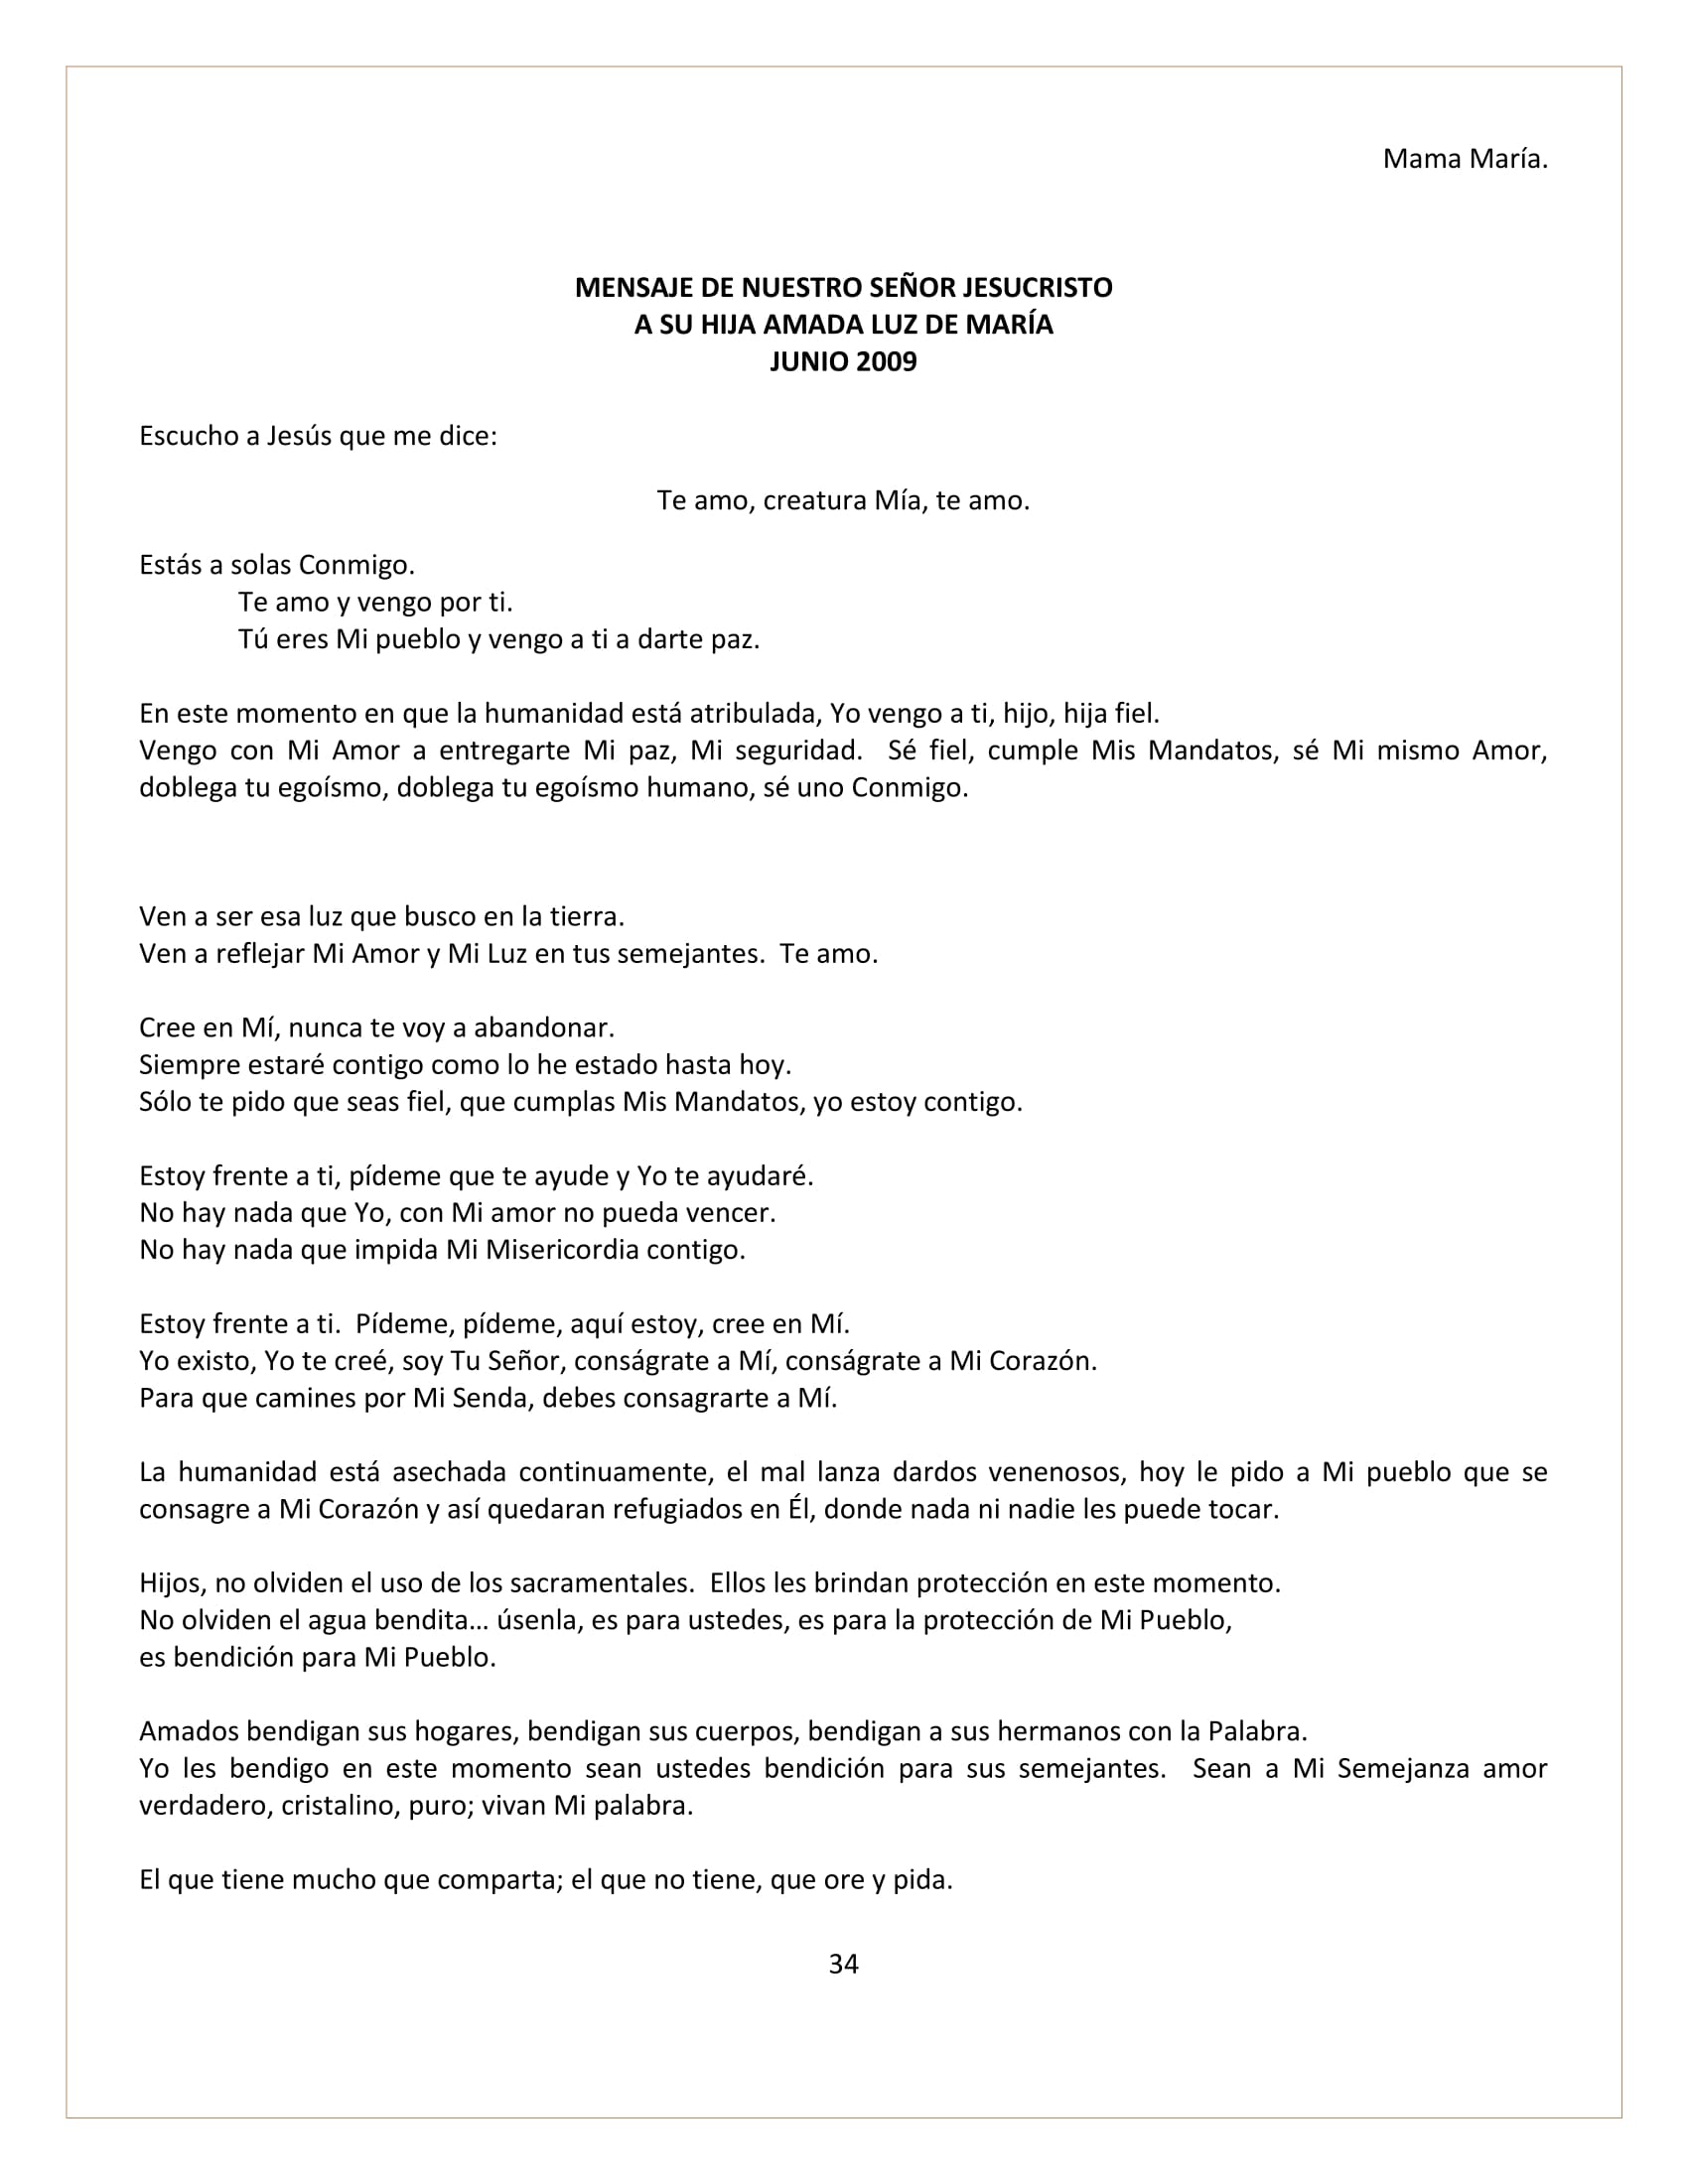 Mama María.
MENSAJE DE NUESTRO SEÑOR JESUCRISTO
A SU HIJA AMADA LUZ DE MARÍA
JUNIO 2009
Escucho a Jesús que me dice:
Te amo, creatura Mía, te amo.
Estás a solas Conmigo.
Te amo y vengo por ti.
Tú eres Mi pueblo y vengo a ti a darte paz.
En este momento en que la humanidad está atribulada, Yo vengo a ti, hijo, hija fiel.
Vengo con Mi Amor a entregarte Mi paz, Mi seguridad.  Sé fiel, cumple Mis Mandatos, sé Mi mismo Amor,
doblega tu egoísmo, doblega tu egoísmo humano, sé uno Conmigo.
Ven a ser esa luz que busco en la tierra.
Ven a reflejar Mi Amor y Mi Luz en tus semejantes.  Te amo.
Cree en Mí, nunca te voy a abandonar.
Siempre estaré contigo como lo he estado hasta hoy.
Sólo te pido que seas fiel, que cumplas Mis Mandatos, yo estoy contigo.
Estoy frente a ti, pídeme que te ayude y Yo te ayudaré.
No hay nada que Yo, con Mi amor no pueda vencer.
No hay nada que impida Mi Misericordia contigo.
Estoy frente a ti.  Pídeme, pídeme, aquí estoy, cree en Mí.
Yo existo, Yo te creé, soy Tu Señor, conságrate a Mí, conságrate a Mi Corazón.
Para que camines por Mi Senda, debes consagrarte a Mí.
La humanidad está asechada continuamente, el mal lanza dardos venenosos, hoy le pido a Mi pueblo que se
consagre a Mi Corazón y así quedaran refugiados en Él, donde nada ni nadie les puede tocar.
Hijos, no olviden el uso de los sacramentales.  Ellos les brindan protección en este momento.
No olviden el agua bendita… úsenla, es para ustedes, es para la protección de Mi Pueblo,
es bendición para Mi Pueblo.
Amados bendigan sus hogares, bendigan sus cuerpos, bendigan a sus hermanos con la Palabra.
Yo les bendigo en este momento sean ustedes bendición para sus semejantes.  Sean a Mi Semejanza amor
verdadero, cristalino, puro; vivan Mi palabra.
El que tiene mucho que comparta; el que no tiene, que ore y pida.
34